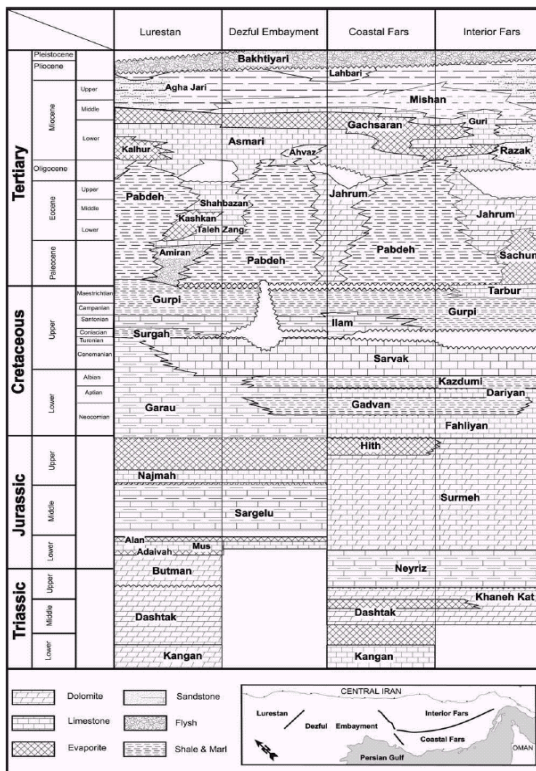 Lurestan Dezful Embayment Coastal Fars Interior Fars
Tertiary
Cretaceous
Jurassic
Triassic
Pleistocene
Pliocene
Miocene
Upper
Middle
Lower
Oligocene
Eocene
Upper
Middle
Lower
Paleocene
Upper
Maestrichtian
Campanian
Santonian
Coniacian
Turonian
Cenemanian
Lower
Albian
Aptian
Neocomian
Upper
Middle
Lower
Upper
Middle
Lower
Bakhtiyari
Lahbari
Agha Jari
Mishan
Gachsaran
Guri
Asmari
Kalhur
Ahvaz
Razak
Pabdeh
Shahbazan
Jahrum
Jahrum
Kashkan
Taleh Zang
Amiran
Pabdeh
Pabdeh
Sachun
Tarbur
Gurpi
Gurpi
Ilam
Surgah
Sarvak
Kazdumi
Dariyan
Garau
Gadvan
Fahliyan
Hith
Najmah
Surmeh
Sargelu
Alan
Mus
Adaiyah
Butman
Neyriz
Khaneh Kat
Dashtak
Dashtak
Kangan
Kangan
Dolomite
Sandstone
Limestone
Flysh
Evaporite
Shale & Marl
CENTRAL IRAN
Lurestan
Interior Fars
Dezful Embayment
Coastal Fars
OMAN
Persian Gulf